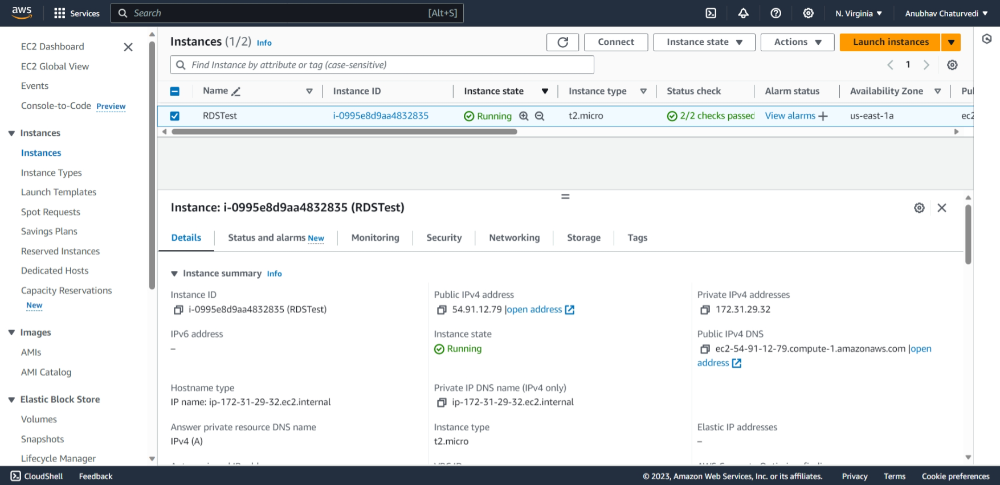 aws
Services
Search
[Alt+S]
N. Virginia
Anubhav Chaturvedi
EC2 Dashboard
EC2 Global View
Events
Console-to-Code Preview
Instances
Instances
Instance Types
Launch Templates
Spot Requests
Savings Plans
Reserved Instances
Dedicated Hosts
Capacity Reservations
New
Images
AMIs
AMI Catalog
Elastic Block Store
Volumes
Snapshots
Lifecycle Manager
Instances (1/2) Info
Connect
Instance state
Actions
Launch instances
Find Instance by attribute or tag (case-sensitive)
1
Name
Instance ID
Instance state
Instance type
Status check
Alarm status
Availability Zone
Pu
RDSTest
i-0995e8d9aa4832835
Running
t2.micro
2/2 checks passed
View alarms
us-east-1a
ec2
Instance: i-0995e8d9aa4832835 (RDSTest)
Details
Status and alarms New
Monitoring
Security
Networking
Storage
Tags
Instance summary Info
Instance ID
i-0995e8d9aa4832835 (RDSTest)
Public IPv4 address
54.91.12.79 |open address
Private IPv4 addresses
172.31.29.32
IPv6 address
–
Instance state
Running
Public IPv4 DNS
ec2-54-91-12-79.compute-1.amazonaws.com |open
address
Hostname type
IP name: ip-172-31-29-32.ec2.internal
Private IP DNS name (IPv4 only)
ip-172-31-29-32.ec2.internal
Answer private resource DNS name
IPv4 (A)
Instance type
t2.micro
Elastic IP addresses
–
CloudShell
Feedback
© 2023, Amazon Web Services, Inc. or its affiliates.
Privacy
Terms
Cookie preferences